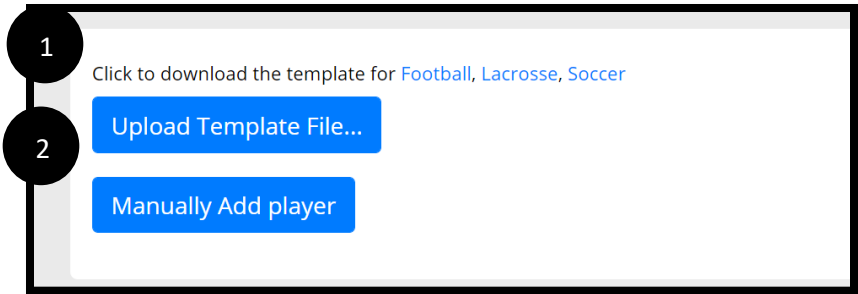 1
Click to download the template for Football, Lacrosse, Soccer
Upload Template File...
2
Manually Add player